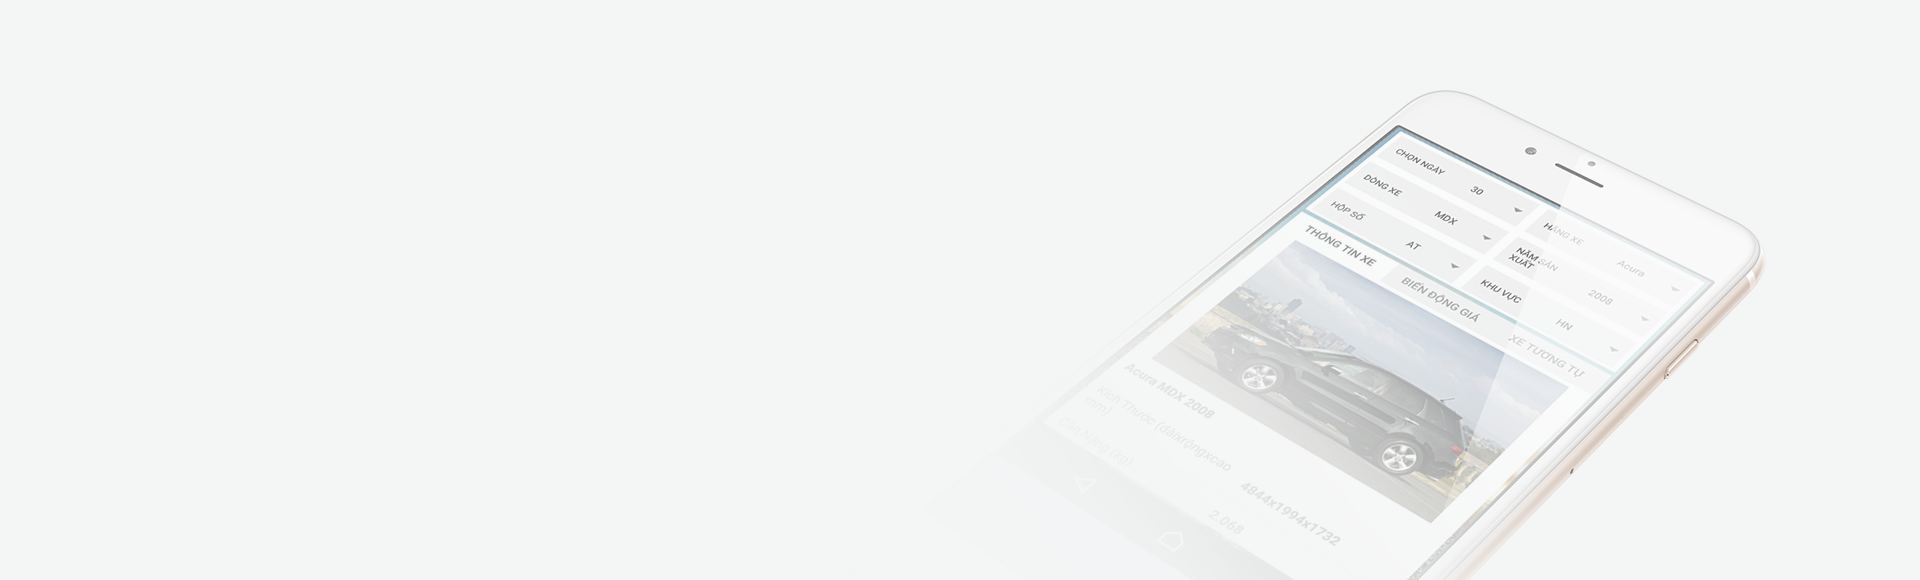 CHỌN NGÀY 30
HÃNG XE Acura
DÒNG XE MDX
NĂM SẢN
XUẤT 2008
HỘP SỐ AT
KHU VỰC HN
THÔNG TIN XE BIẾN ĐỘNG GIÁ XE TƯƠNG TỰ
Acura MDX 2008
Kích Thước (dàixrộngxcao
mm) 4844x1994x1732
Cân Nặng (kg) 2.068